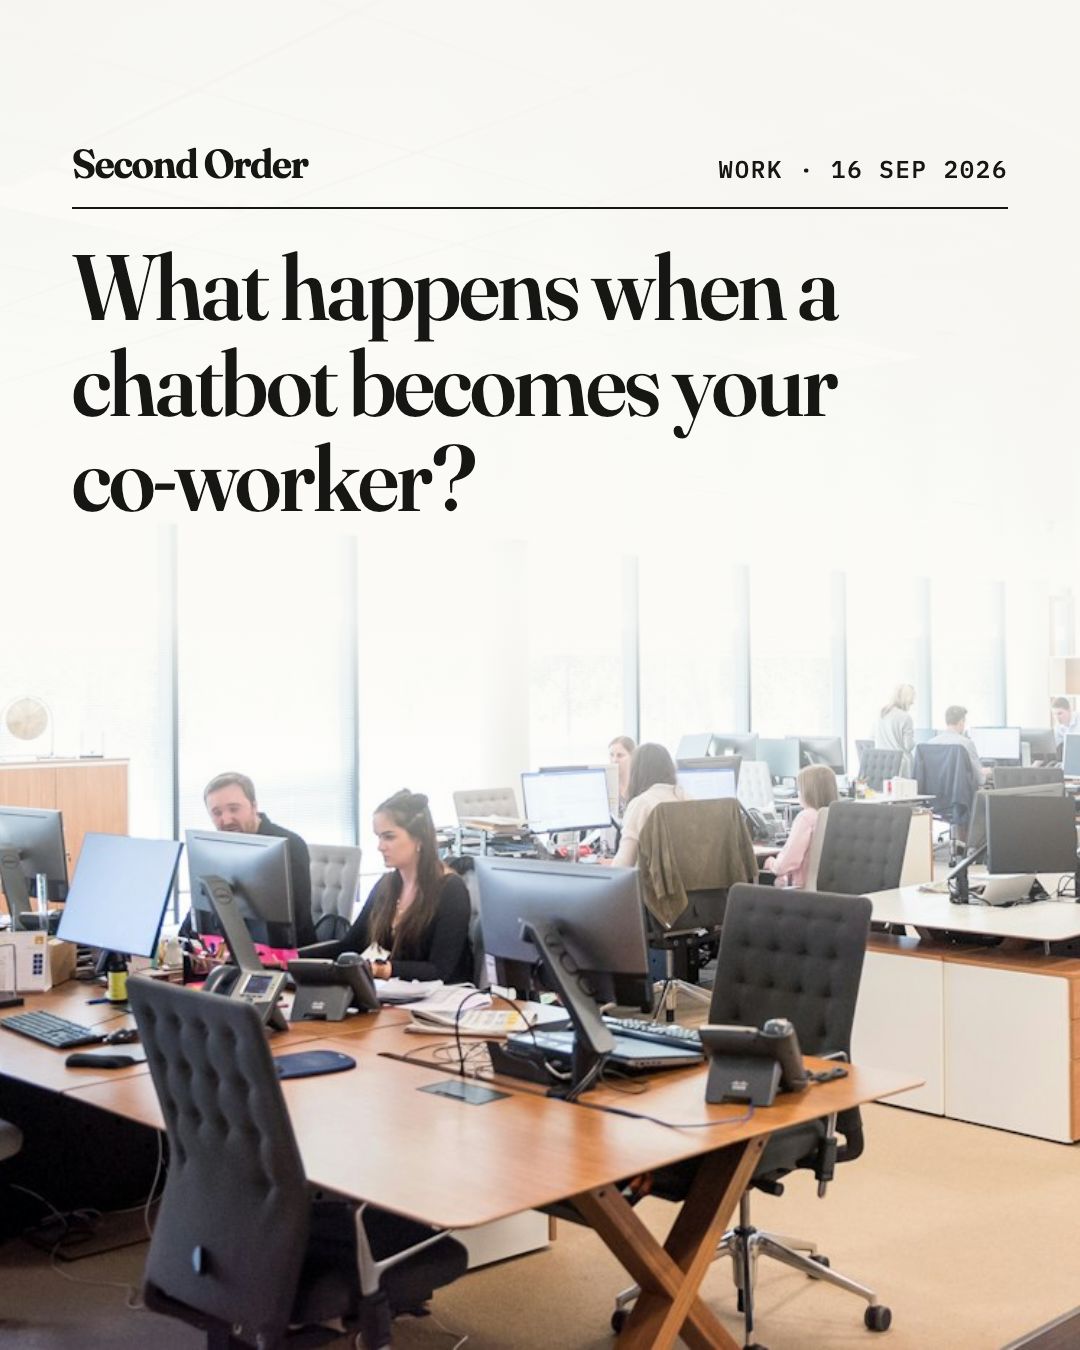 Second Order
WORK · 16 SEP 2026
What happens when a
chatbot becomes your
co-worker?